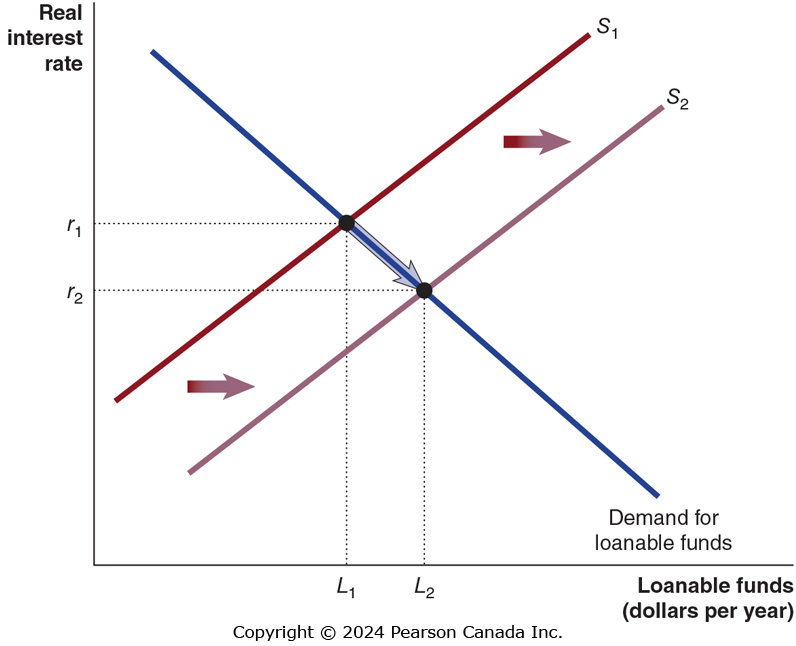 Real
interest
rate
S1
S2
r1
r2
Demand for
loanable funds
L1
L2
Loanable funds
(dollars per year)
Copyright © 2024 Pearson Canada Inc.